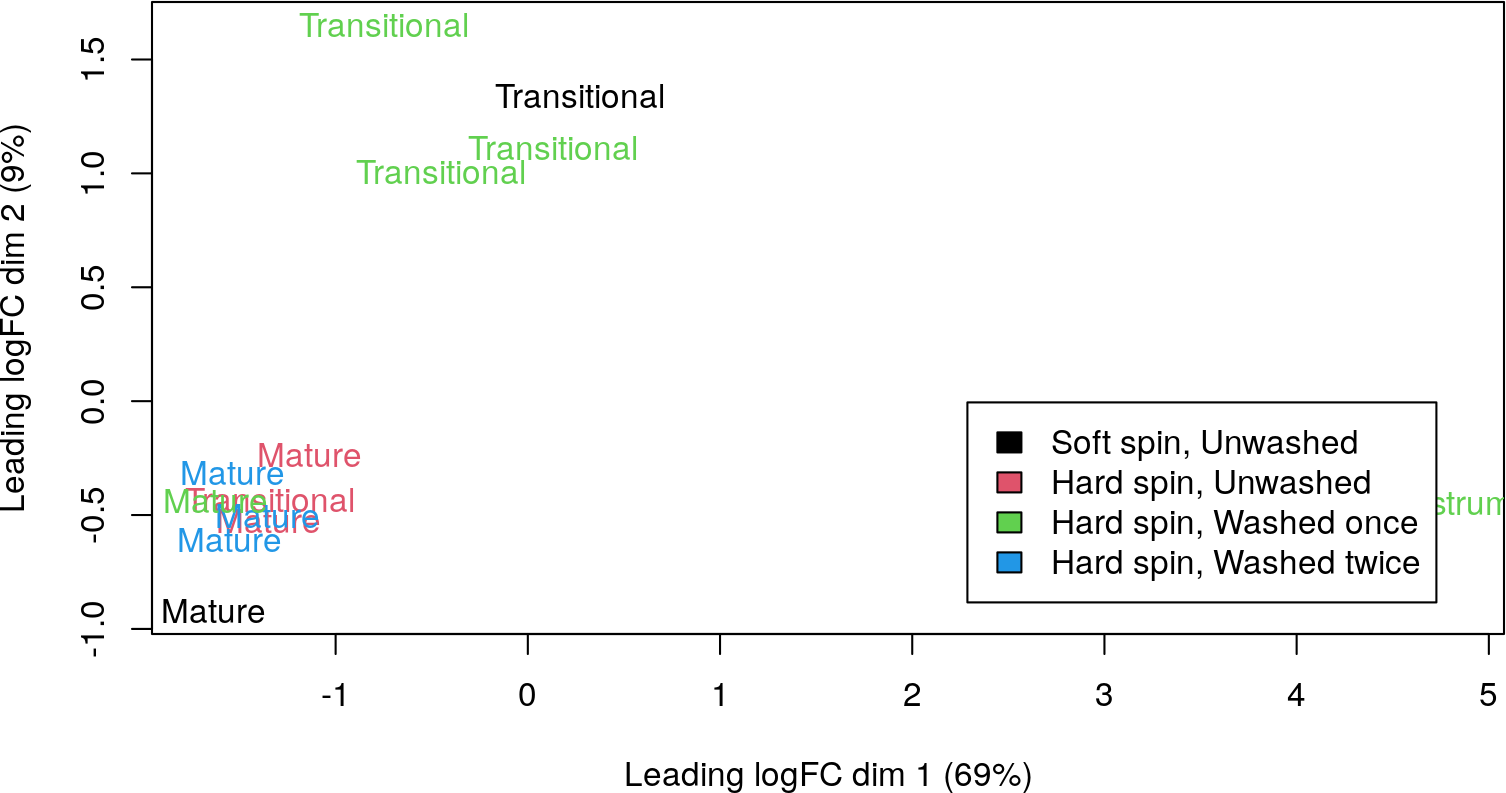 Transitional
Transitional
Transitional
Transitional
Mature
Mature
Transitional
Mature
Mature
Mature
Mature
Mature
strum
Soft spin, Unwashed
Hard spin, Unwashed
Hard spin, Washed once
Hard spin, Washed twice
1.5
1.0
0.5
0.0
-0.5
-1.0
Leading logFC dim 2 (9%)
-1 0 1 2 3 4 5
Leading logFC dim 1 (69%)